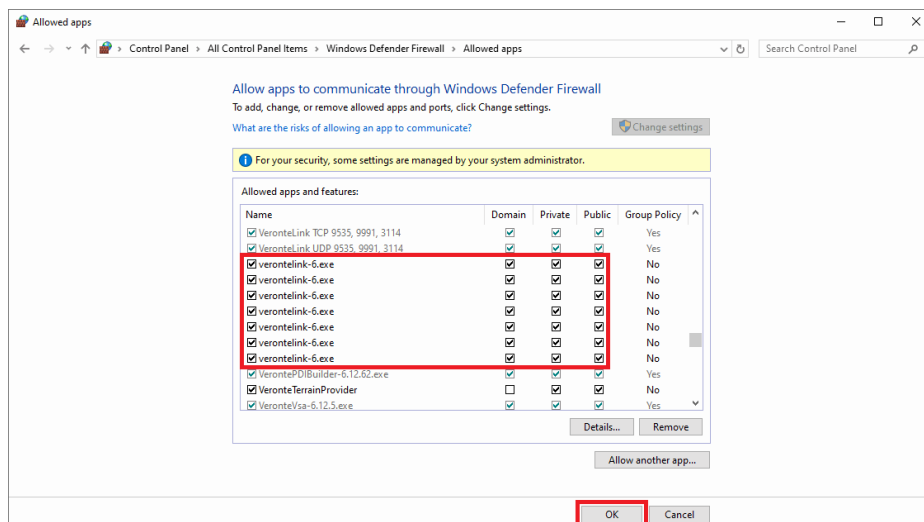 Allowed apps
Control Panel > All Control Panel Items > Windows Defender Firewall > Allowed apps
Search Control Panel
Allow apps to communicate through Windows Defender Firewall
To add, change, or remove allowed apps and ports, click Change settings.
What are the risks of allowing an app to communicate?
Change settings
For your security, some settings are managed by your system administrator.
Allowed apps and features:
Name Domain Private Public Group Policy
VeronteLink TCP 9535, 9991, 3114 Yes
VeronteLink UDP 9535, 9991, 3114 Yes
verontelink-6.exe No
verontelink-6.exe No
verontelink-6.exe No
verontelink-6.exe No
verontelink-6.exe No
verontelink-6.exe No
verontelink-6.exe No
VerontePDIBuilder-6.12.62.exe Yes
VeronteTerrainProvider No
VeronteVsa-6.12.5.exe Yes
Details... Remove
Allow another app...
OK Cancel